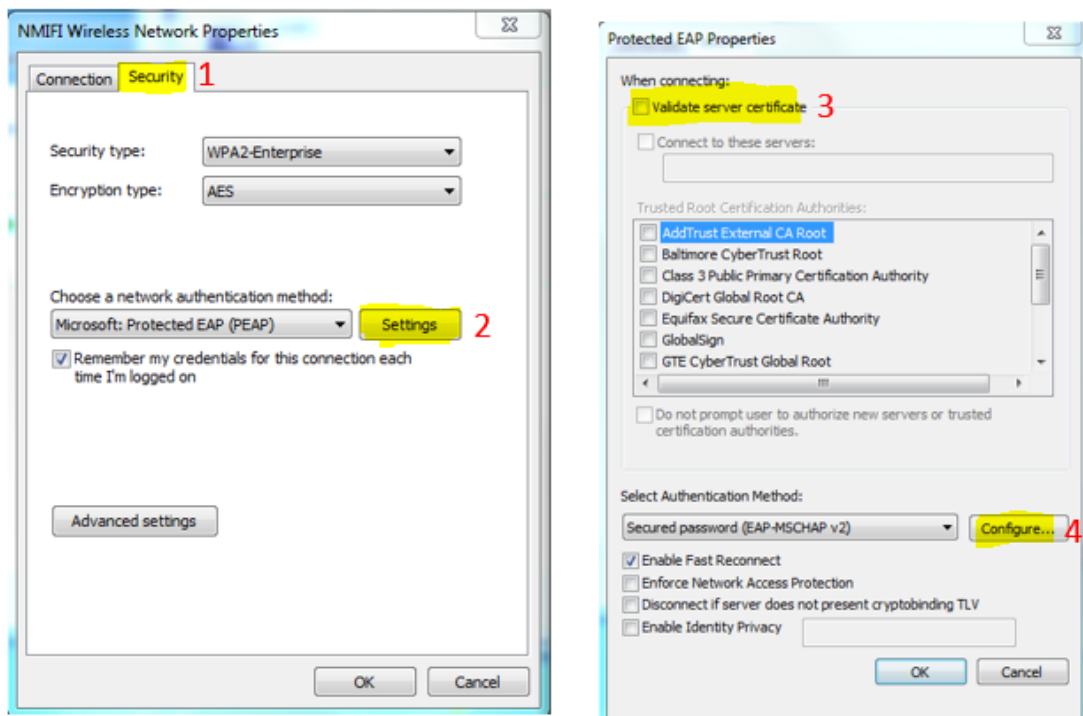 NMIFI Wireless Network Properties
Connection
Security
1
Security type:
WPA2-Enterprise
Encryption type:
AES
Choose a network authentication method:
Microsoft: Protected EAP (PEAP)
Settings
2
Remember my credentials for this connection each
time I'm logged on
Advanced settings
OK
Cancel
Protected EAP Properties
When connecting:
Validate server certificate
3
Connect to these servers:
Trusted Root Certification Authorities:
AddTrust External CA Root
Baltimore CyberTrust Root
Class 3 Public Primary Certification Authority
DigiCert Global Root CA
Equifax Secure Certificate Authority
GlobalSign
GTE CyberTrust Global Root
Do not prompt user to authorize new servers or trusted
certification authorities.
Select Authentication Method:
Secured password (EAP-MSCHAP v2)
Configure...
4
Enable Fast Reconnect
Enforce Network Access Protection
Disconnect if server does not present cryptobinding TLV
Enable Identity Privacy
OK
Cancel